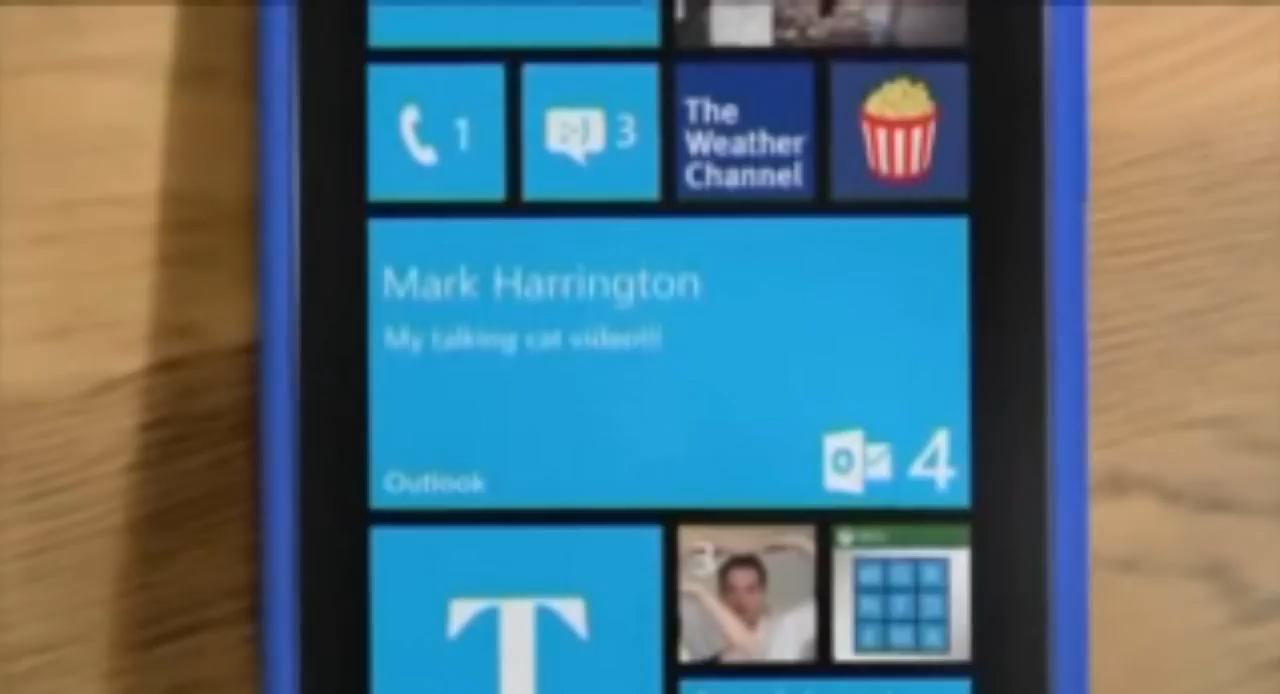 1
3
The
Weather
Channel
Mark Harrington
My talking cat video!!!
Outlook
4
T
3